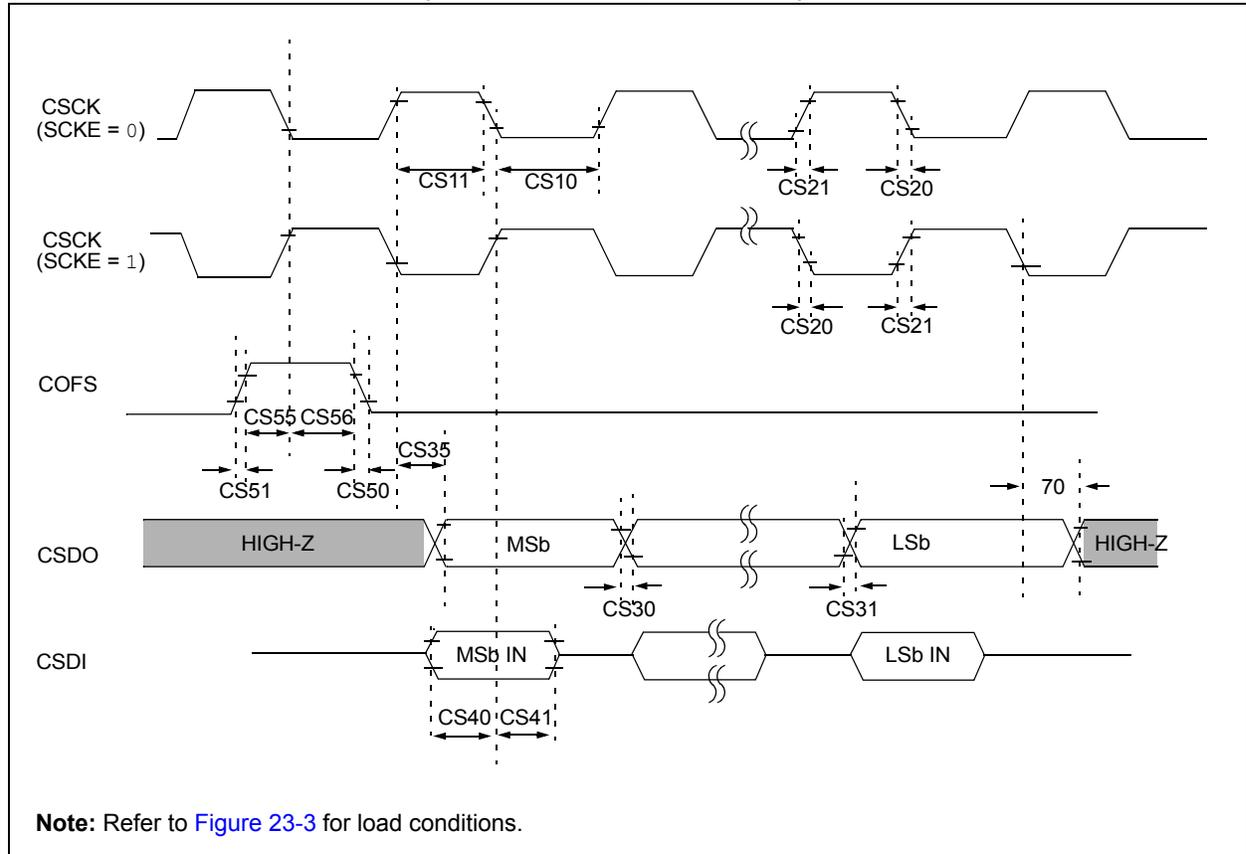 CSCK
(SCKE = 0)
CS11
CS10
CS21
CS20
CSCK
(SCKE = 1)
CS20
CS21
COFS
CS55
CS56
CS35
CS51
CS50
70
CSDO
HIGH-Z
MSb
LSb
HIGH-Z
CS30
CS31
CSDI
MSb IN
LSb IN
CS40
CS41
Note: Refer to Figure 23-3 for load conditions.